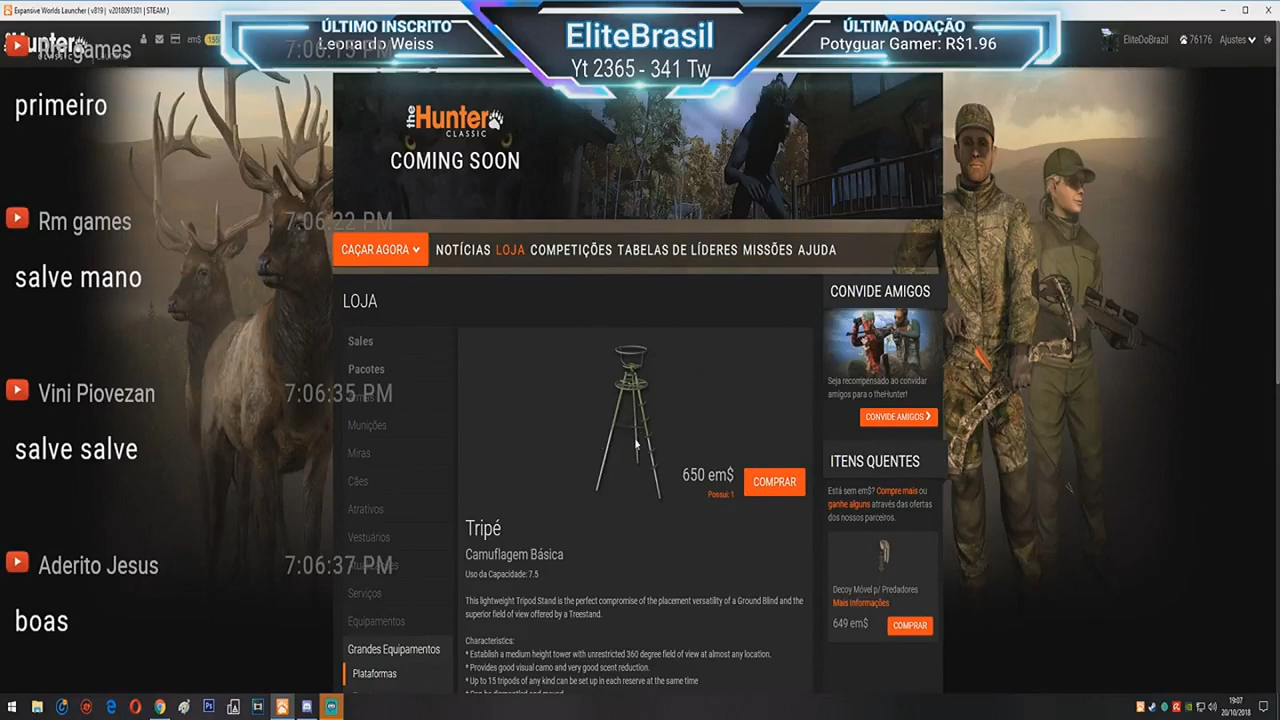 Expansive Worlds Launcher ( v819 | v2018091301 | STEAM )
ÚLTIMO INSCRITO
Leonardo Weiss
EliteBrasil
Yt 2365 - 341 Tw
ÚLTIMA DOAÇÃO
Potyguar Gamer: R$1.96
em$
EliteDoBrazil
76176
Ajustes
Rm games
primeiro
Rm games 7:06:22 PM
salve mano
Vini Piovezan 7:06:35 PM
salve salve
Aderito Jesus 7:06:37 PM
boas
theHunter
CLASSIC
COMING SOON
CAÇAR AGORA
NOTÍCIAS LOJA COMPETIÇÕES TABELAS DE LÍDERES MISSÕES AJUDA
LOJA
Sales
Pacotes
Munições
Miras
Cães
Atrativos
Vestuários
Serviços
Equipamentos
Grandes Equipamentos
Plataformas
650 em$
Possui: 1
COMPRAR
Tripé
Camuflagem Básica
Uso da Capacidade: 7.5
This lightweight Tripod Stand is the perfect compromise of the placement versatility of a Ground Blind and the
superior field of view offered by a Treestand.
Characteristics:
* Establish a medium height tower with unrestricted 360 degree field of view at almost any location.
* Provides good visual camo and very good scent reduction.
* Up to 15 tripods of any kind can be set up in each reserve at the same time
CONVIDE AMIGOS
Seja recompensado ao convidar
amigos para o theHunter!
CONVIDE AMIGOS
ITENS QUENTES
Está sem em$? Compre mais ou
ganhe alguns através das ofertas
dos nossos parceiros.
Decoy Móvel p/ Predadores
Mais Informações
649 em$
COMPRAR
19:07
20/10/2018